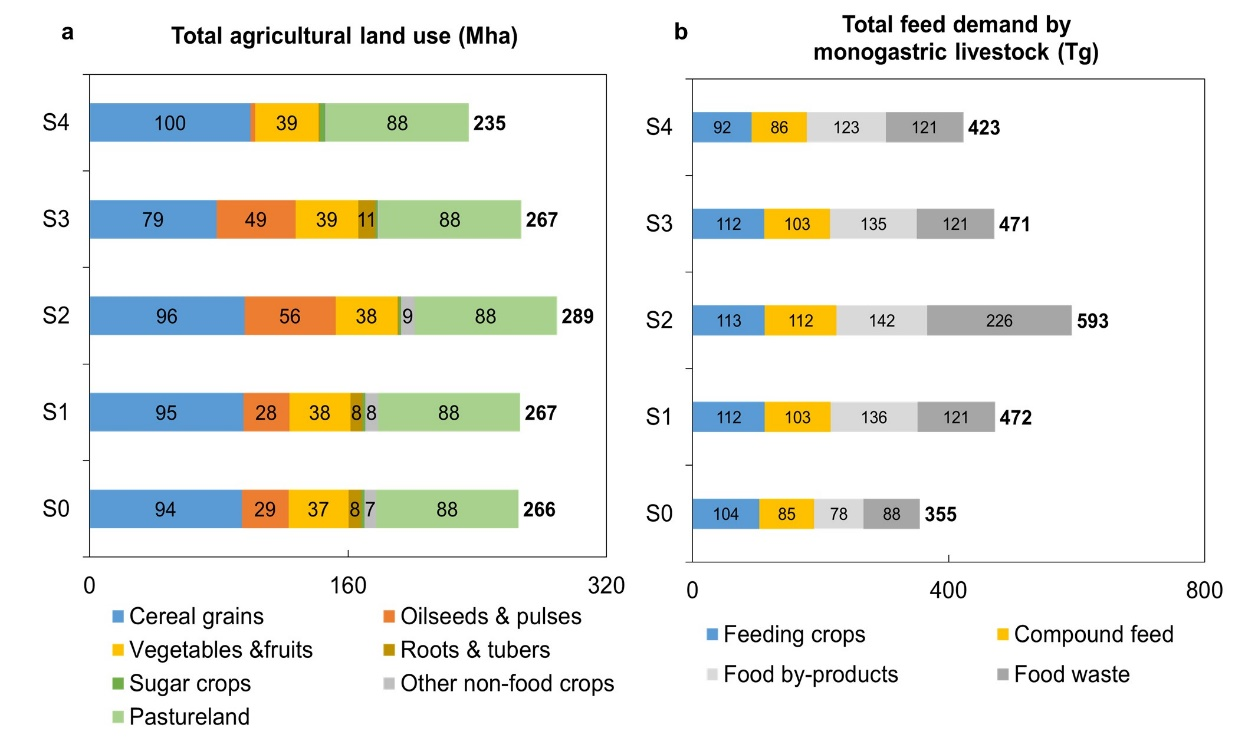 a
Total agricultural land use (Mha)
S4
100
39
88
235
S3
79
49
39
11
88
267
S2
96
56
38
9
88
289
S1
95
28
38
8
8
88
267
S0
94
29
37
8
7
88
266
0
160
320
Cereal grains
Oilseeds & pulses
Vegetables &fruits
Roots & tubers
Sugar crops
Other non-food crops
Pastureland
b
Total feed demand by
monogastric livestock (Tg)
S4
92
86
123
121
423
S3
112
103
135
121
471
S2
113
112
142
226
593
S1
112
103
136
121
472
S0
104
85
78
88
355
0
400
800
Feeding crops
Compound feed
Food by-products
Food waste